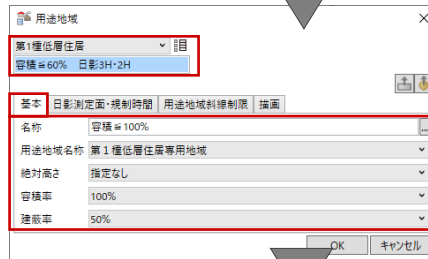 用途地域
第1種低層住居
容積≦60% 日影3H・2H
基本 日影測定面・規制時間 用途地域斜線制限 描画
名称 容積≦100%
用途地域名称 第1種低層住居専用地域
絶対高さ 指定なし
容積率 100%
建蔽率 50%
OK キャンセル